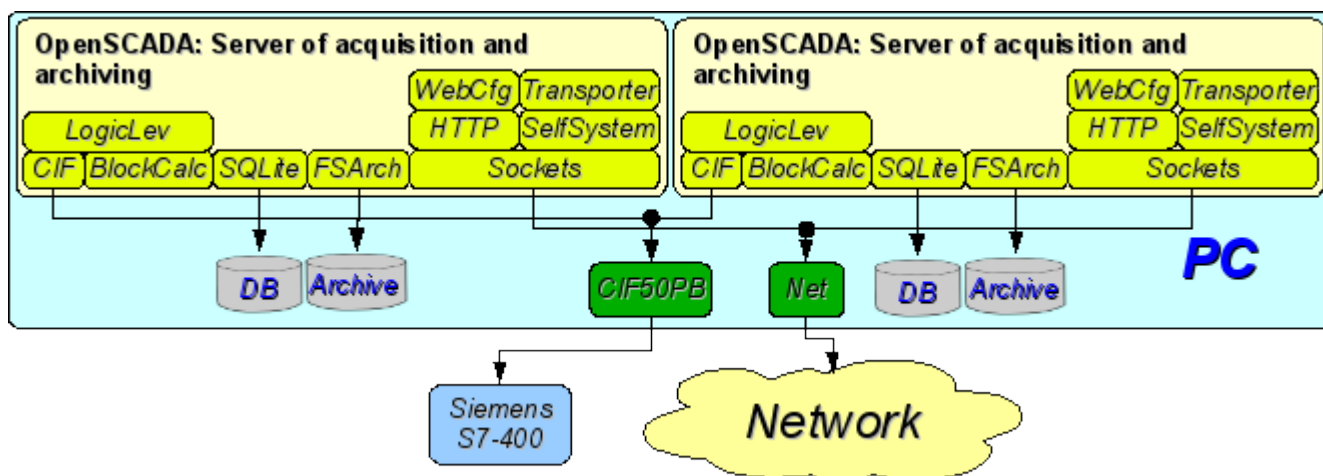 OpenSCADA: Server of acquisition and
archiving
WebCfg Transporter
LogicLev HTTP SelfSystem
CIF BlockCalc SQLite FSArch Sockets
OpenSCADA: Server of acquisition and
archiving
WebCfg Transporter
LogicLev HTTP SelfSystem
CIF BlockCalc SQLite FSArch Sockets
DB Archive CIF50PB Net DB Archive PC
Siemens
S7-400
Network